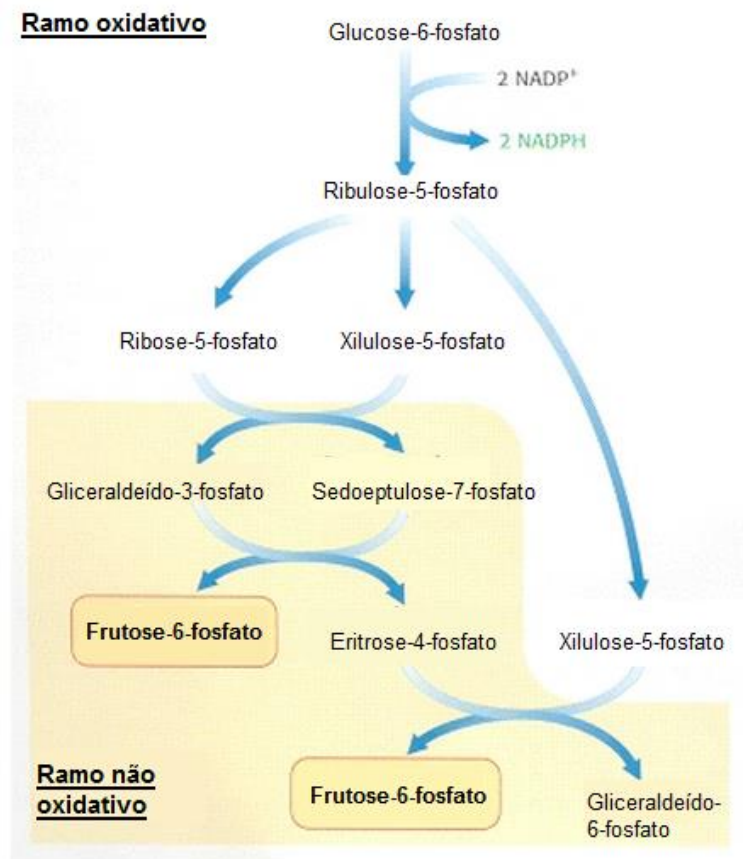 Ramo oxidativo
Glucose-6-fosfato
2 NADP⁺
2 NADPH
Ribulose-5-fosfato
Ribose-5-fosfato
Xilulose-5-fosfato
Gliceraldeído-3-fosfato
Sedoeptulose-7-fosfato
Frutose-6-fosfato
Eritrose-4-fosfato
Xilulose-5-fosfato
Ramo não
oxidativo
Frutose-6-fosfato
Gliceraldeído-
6-fosfato